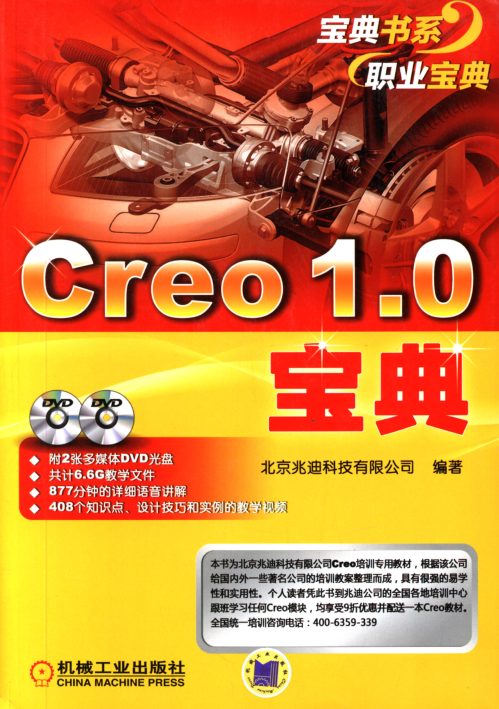 宝典书系
职业宝典
Creo 1.0
宝典
DVD DVD
◆ 附2张多媒体DVD光盘
◆ 共计6.6G教学文件
◆ 877分钟的详细语音讲解
◆ 408个知识点、设计技巧和实例的教学视频
北京兆迪科技有限公司 编著
本书为北京兆迪科技有限公司Creo培训专用教材，根据该公司
给国内外一些著名公司的培训教案整理而成，具有很强的易学
性和实用性。个人读者凭此书到兆迪公司的全国各地培训中心
跟班学习任何Creo模块，均享受9折优惠并配送一本Creo教材。
全国统一培训咨询电话：400-6359-339
机械工业出版社
CHINA MACHINE PRESS